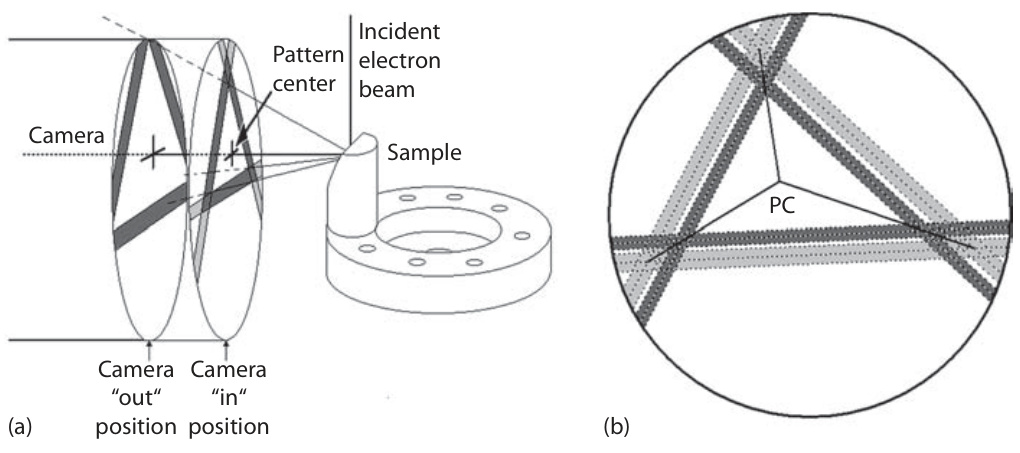 Incident
electron
beam
Pattern
center
Camera
Sample
PC
Camera
“out“
position
Camera
“in“
position
(a)
(b)